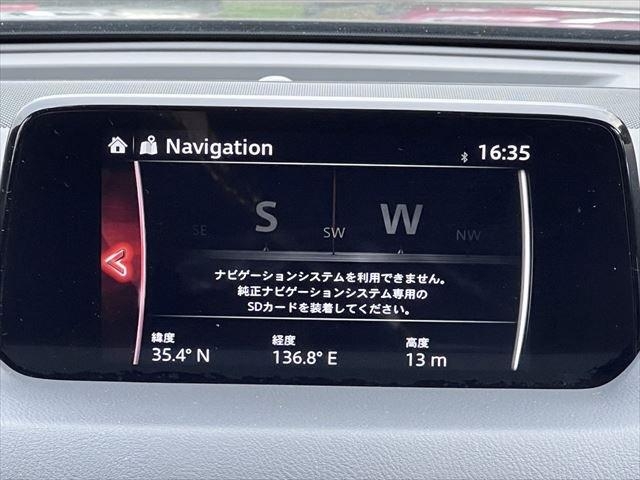 Navigation
16:35
SE S SW W NW
ナビゲーションシステムを利用できません。
純正ナビゲーションシステム専用の
SDカードを装着してください。
緯度 経度 高度
35.4° N 136.8° E 13 m